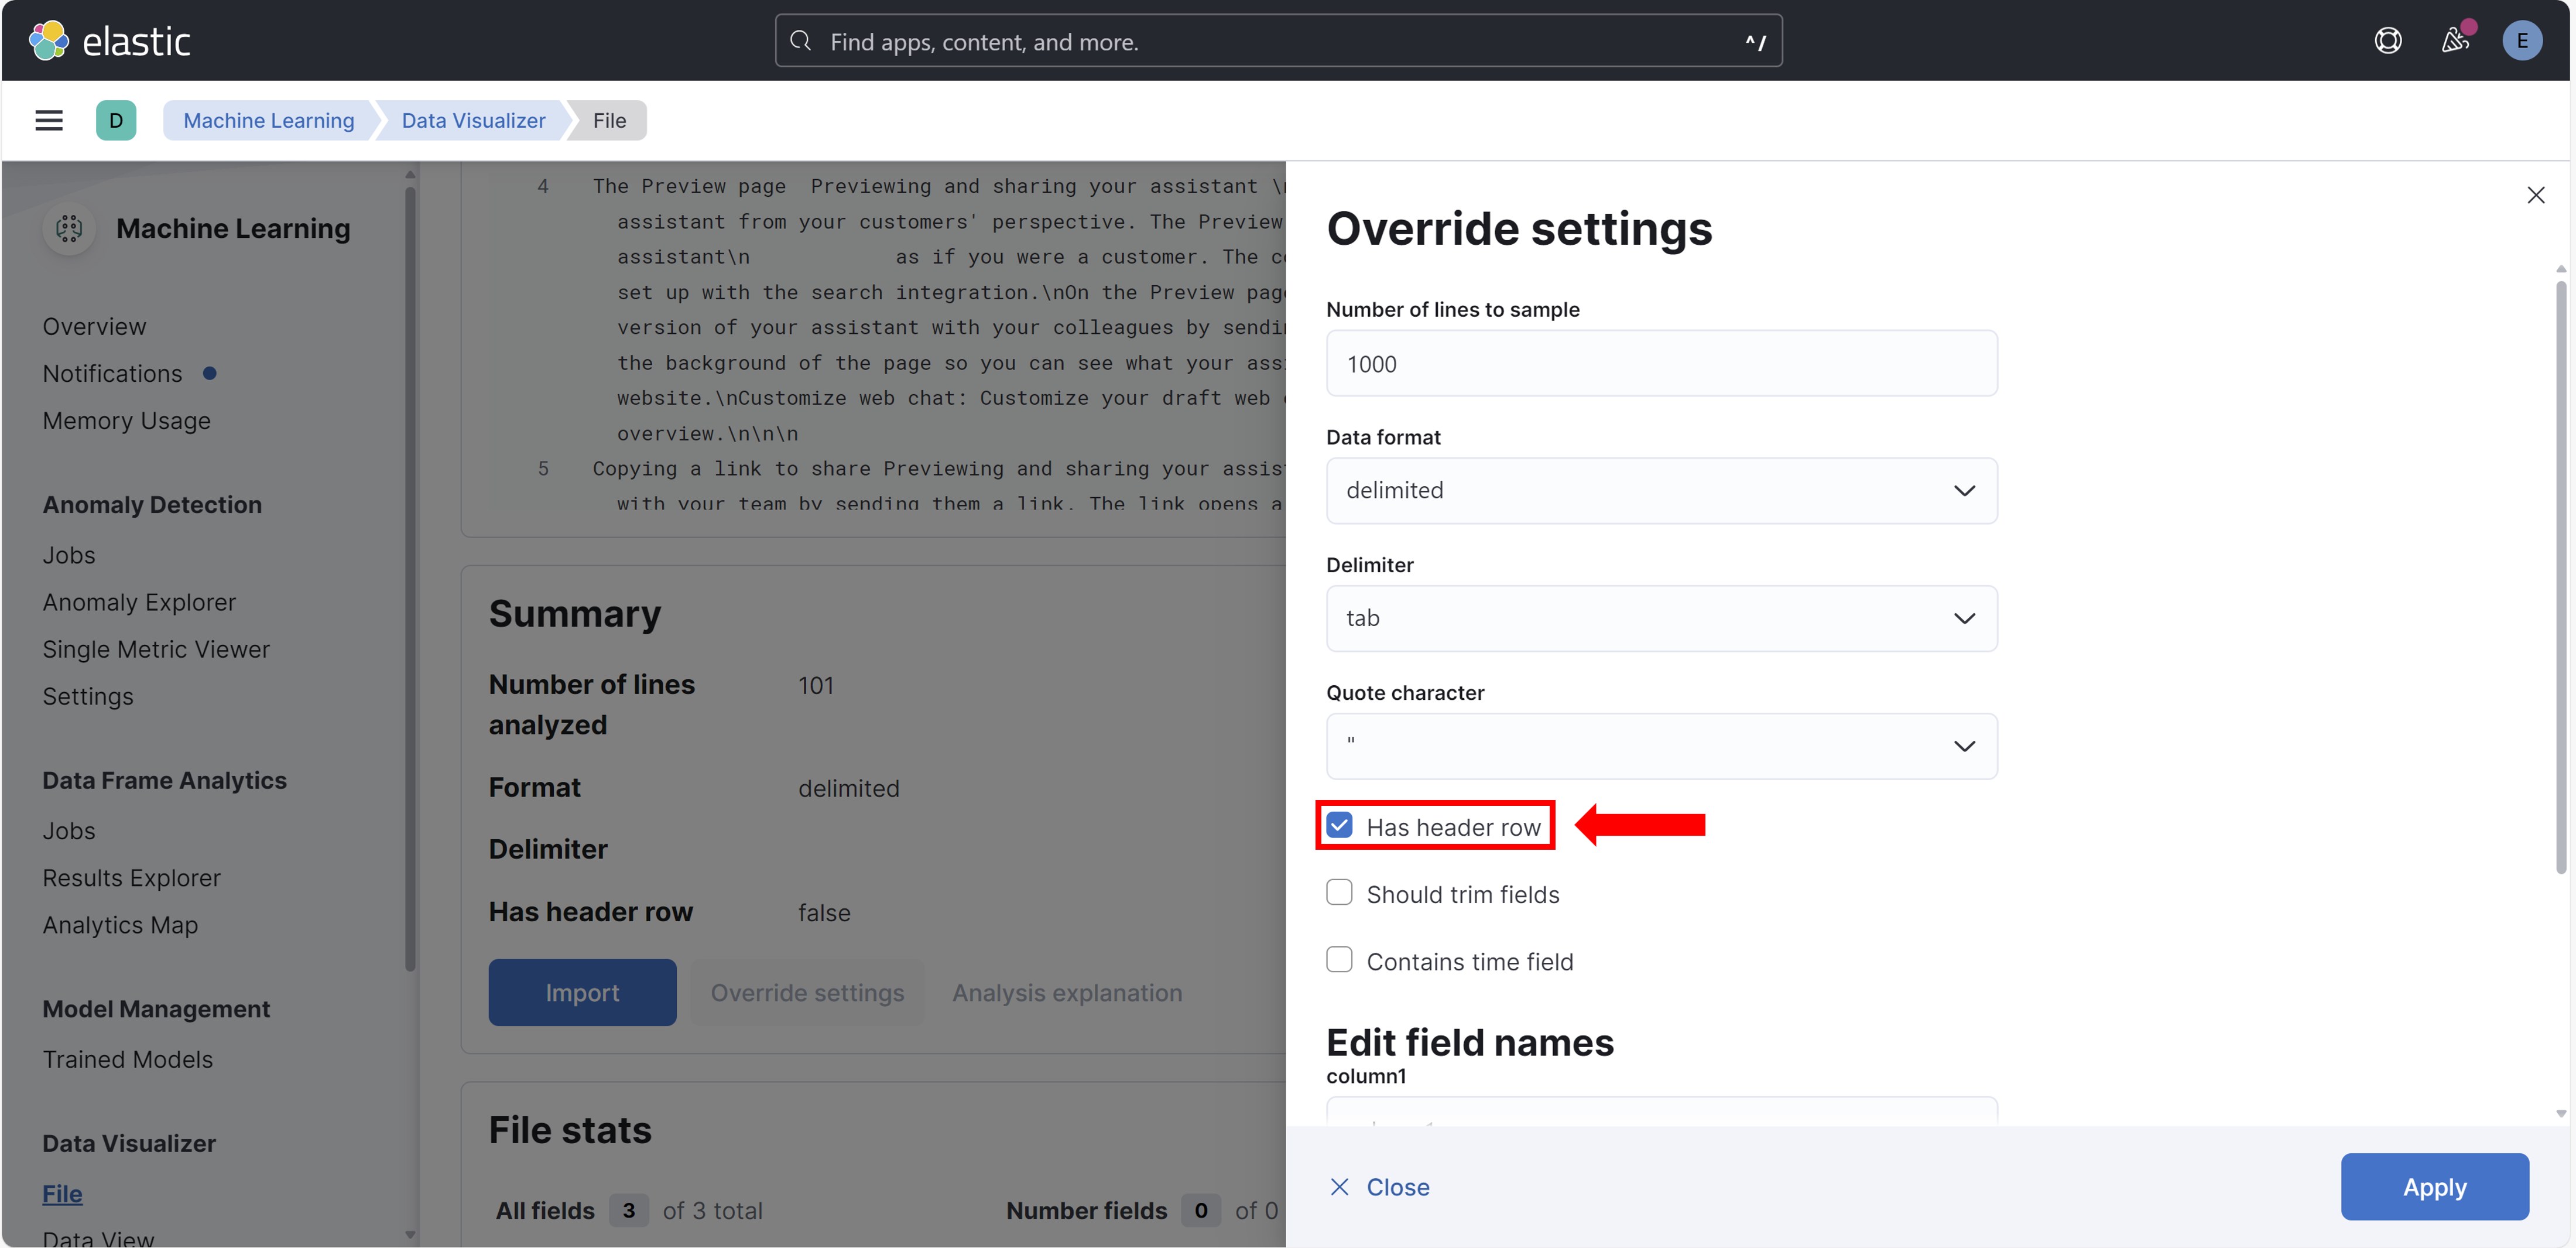 elastic
Find apps, content, and more.
^ /
E
D
Machine Learning
Data Visualizer
File
Machine Learning
Overview
Notifications
Memory Usage
Anomaly Detection
Jobs
Anomaly Explorer
Single Metric Viewer
Settings
Data Frame Analytics
Jobs
Results Explorer
Analytics Map
Model Management
Trained Models
Data Visualizer
File
Data View
4 The Preview page  Previewing and sharing your assistant \
assistant from your customers' perspective. The Preview
assistant\n as if you were a customer. The
set up with the search integration.\nOn the Preview
version of your assistant with your colleagues by
the background of the page so you can see what your
website.\nCustomize web chat: Customize your draft web
overview.\n\n\n
5 Copying a link to share Previewing and sharing your
with your team by sending them a link. The link opens a
Summary
Number of lines
analyzed
101
Format delimited
Delimiter
Has header row false
Import
Override settings
Analysis explanation
File stats
All fields 3 of 3 total
Number fields 0 of 0
Override settings
Number of lines to sample
1000
Data format
delimited
Delimiter
tab
Quote character
"
Has header row
Should trim fields
Contains time field
Edit field names
column1
Close
Apply